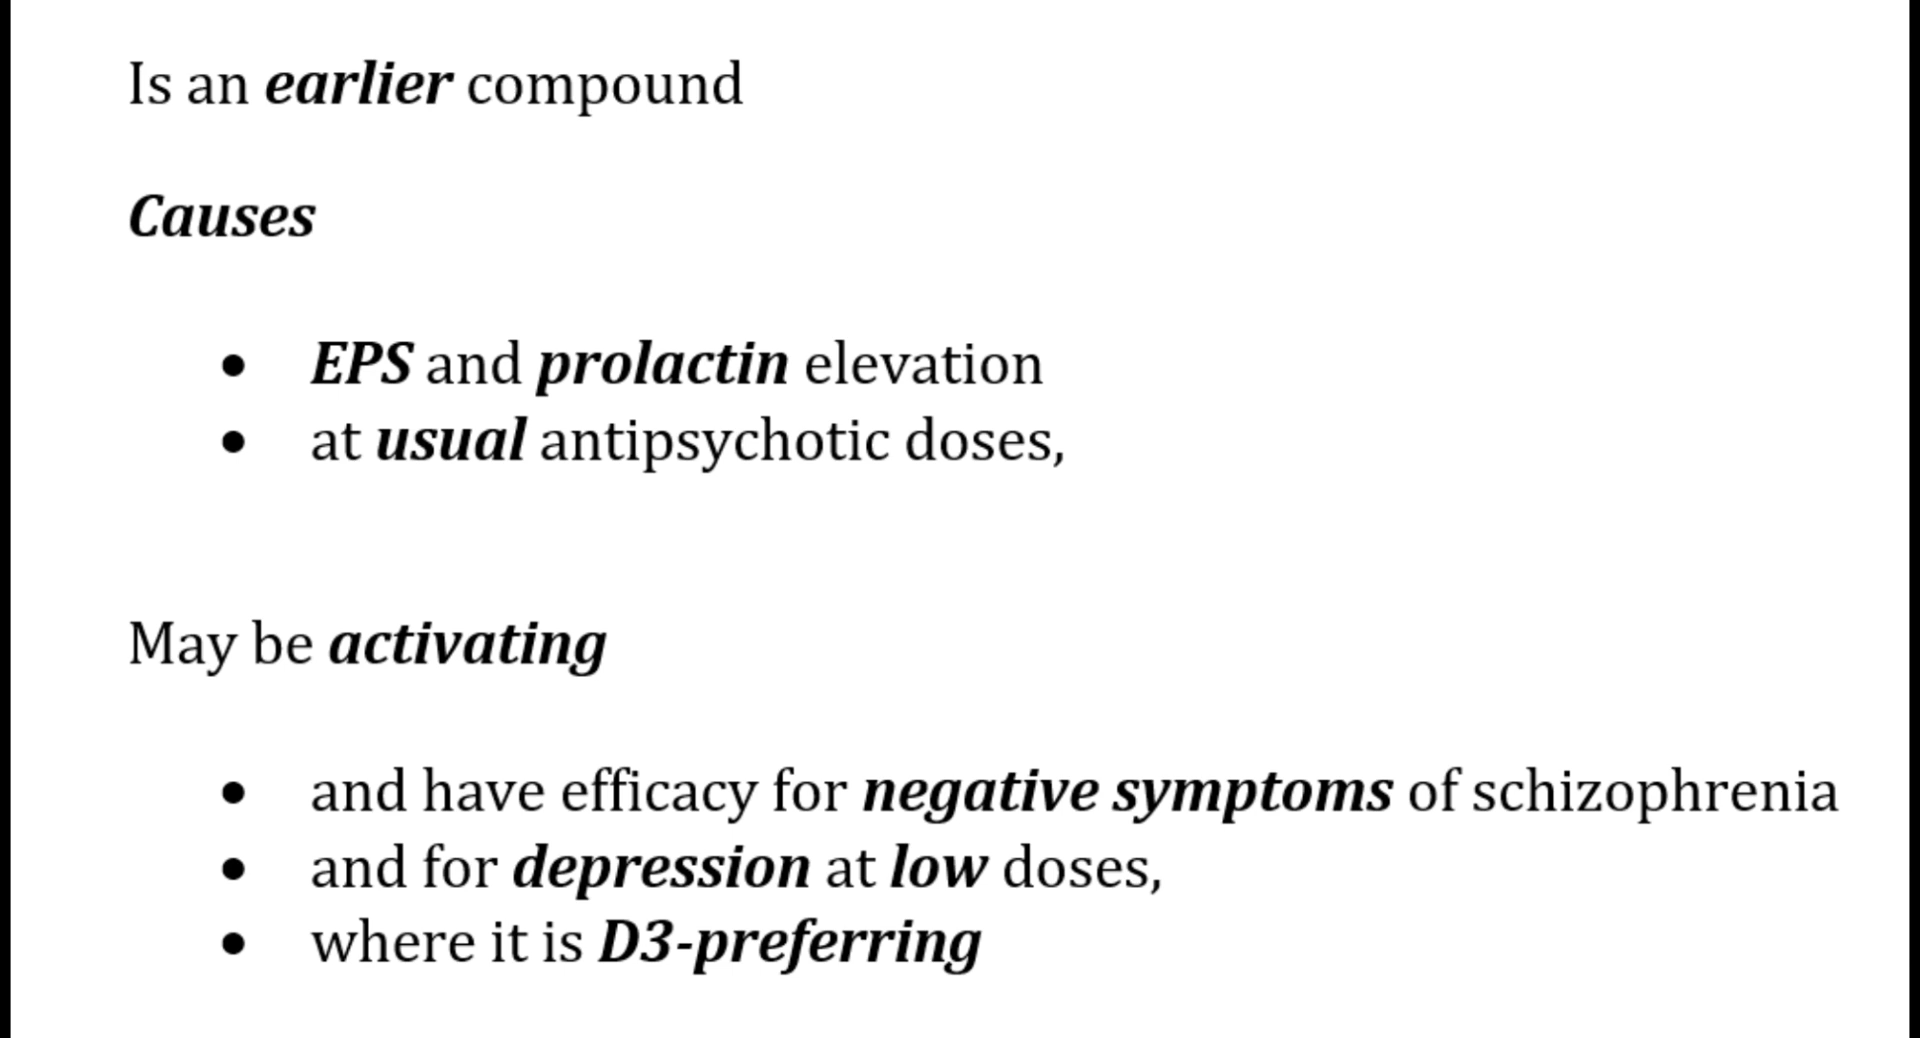 Is an earlier compound
Causes
• EPS and prolactin elevation
• at usual antipsychotic doses,
May be activating
• and have efficacy for negative symptoms of schizophrenia
• and for depression at low doses,
• where it is D3-preferring